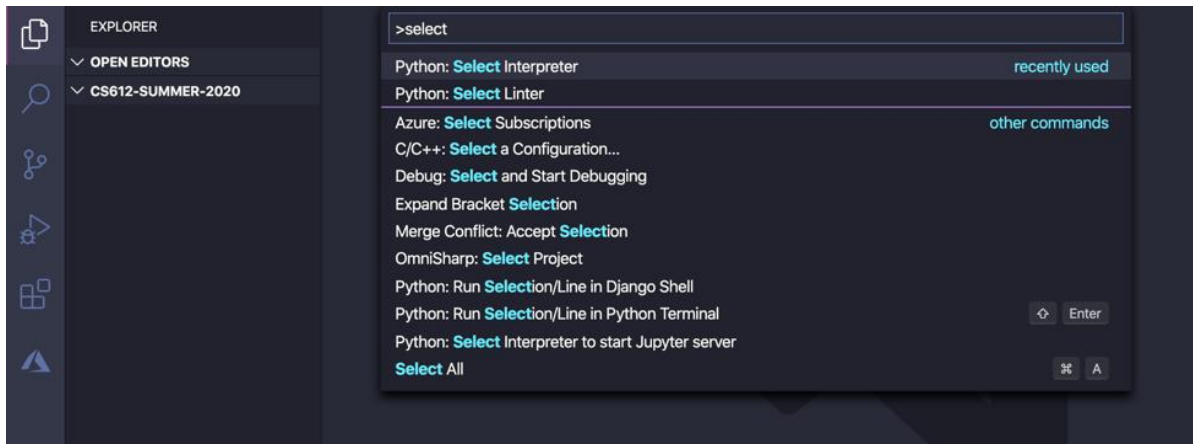 EXPLORER
OPEN EDITORS
CS612-SUMMER-2020
>select
Python: Select Interpreter recently used
Python: Select Linter
Azure: Select Subscriptions other commands
C/C++: Select a Configuration...
Debug: Select and Start Debugging
Expand Bracket Selection
Merge Conflict: Accept Selection
OmniSharp: Select Project
Python: Run Selection/Line in Django Shell
Python: Run Selection/Line in Python Terminal ⇧ Enter
Python: Select Interpreter to start Jupyter server
Select All ⌘ A